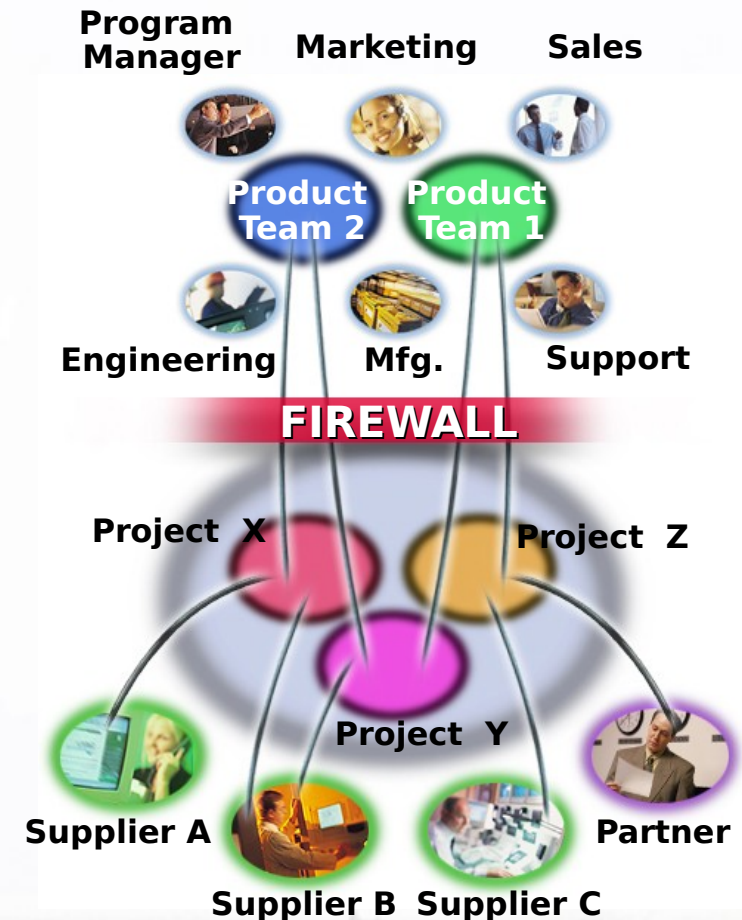 Program
Manager
Marketing
Sales
Product
Team 2
Product
Team 1
Engineering
Mfg.
Support
FIREWALL
Project X
Project Z
Project Y
Supplier A
Partner
Supplier B
Supplier C